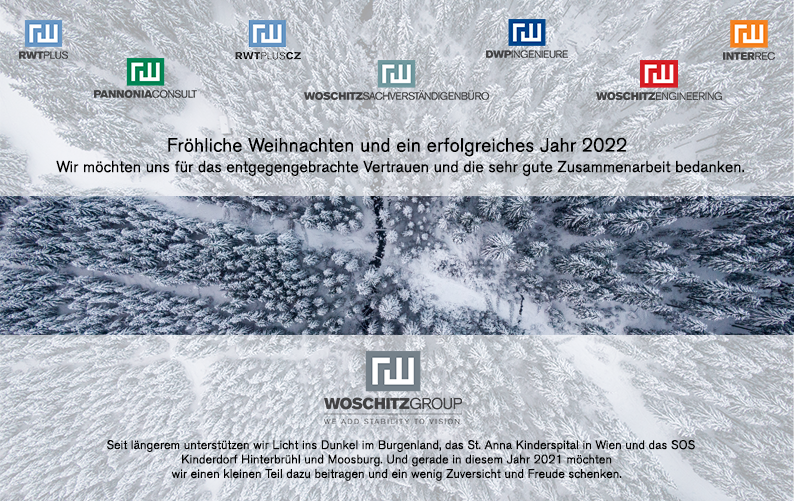 RWTPLUS
RWTPLUSCZ
DWPINGENIEURE
INTERREC
PANNONIACONSULT
WOSCHITZSACHVERSTÄNDIGENBÜRO
WOSCHITZENGINEERING
Fröhliche Weihnachten und ein erfolgreiches Jahr 2022
Wir möchten uns für das entgegengebrachte Vertrauen und die sehr gute Zusammenarbeit bedanken.
WOSCHITZGROUP
WE ADD STABILITY TO VISION
Seit längerem unterstützen wir Licht ins Dunkel im Burgenland, das St. Anna Kinderspital in Wien und das SOS
Kinderdorf Hinterbrühl und Moosburg. Und gerade in diesem Jahr 2021 möchten
wir einen kleinen Teil dazu beitragen und ein wenig Zuversicht und Freude schenken.